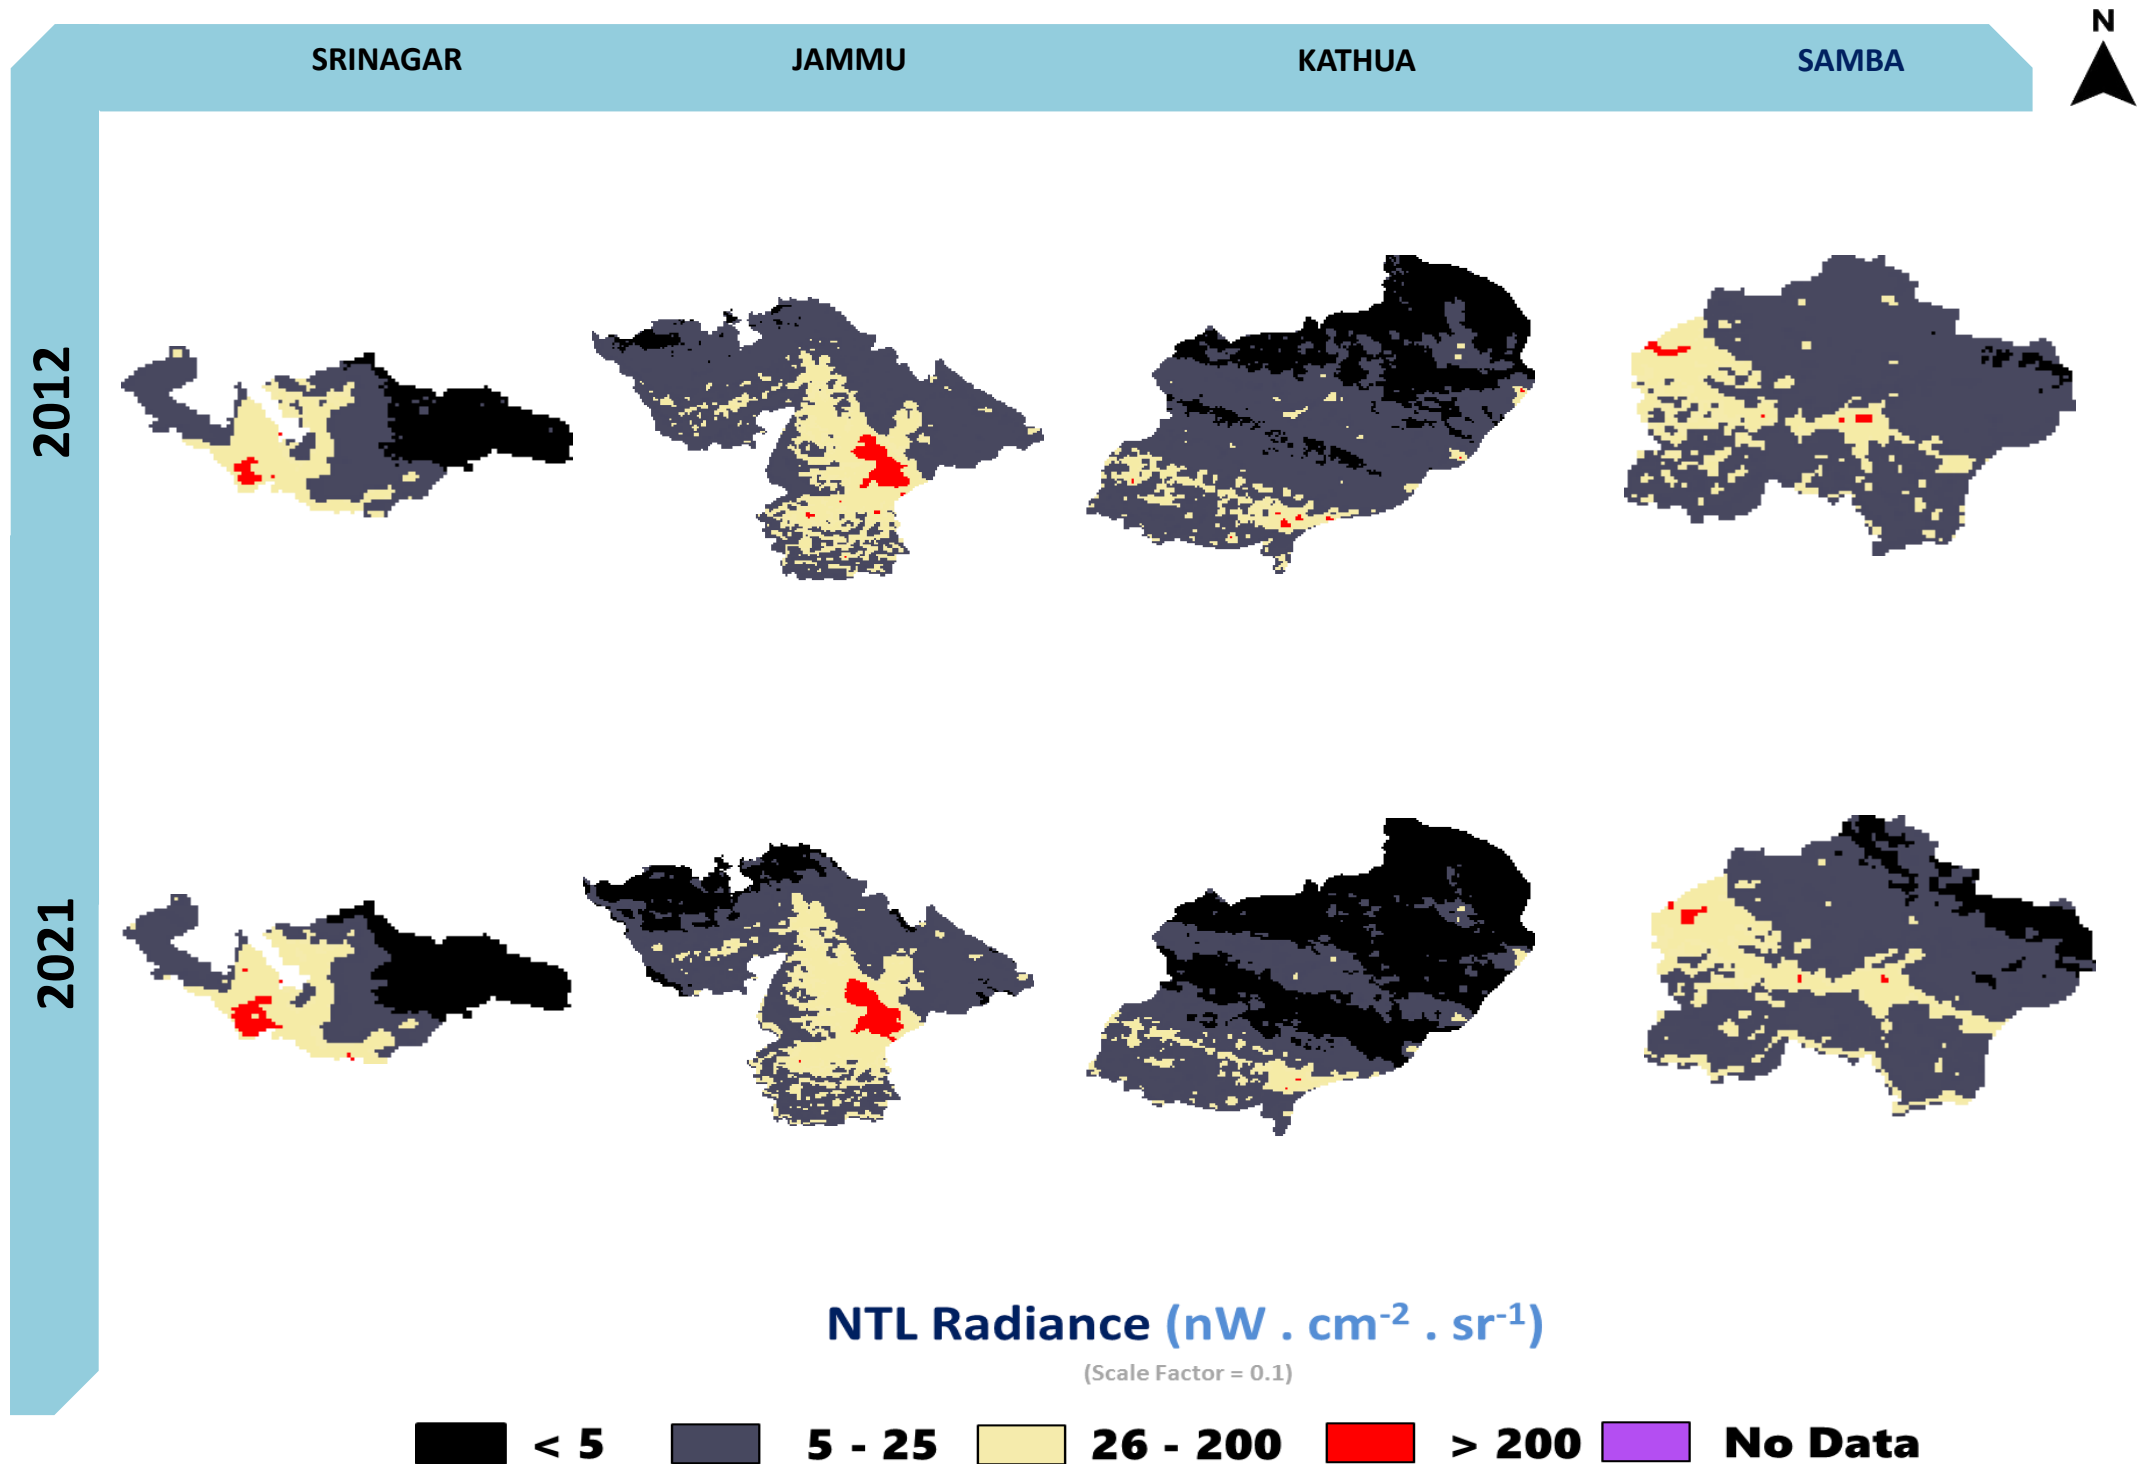 N
SRINAGAR JAMMU KATHUA SAMBA
2012
2021
NTL Radiance (nW . cm⁻² . sr⁻¹)
(Scale Factor = 0.1)
< 5 5 - 25 26 - 200 > 200 No Data